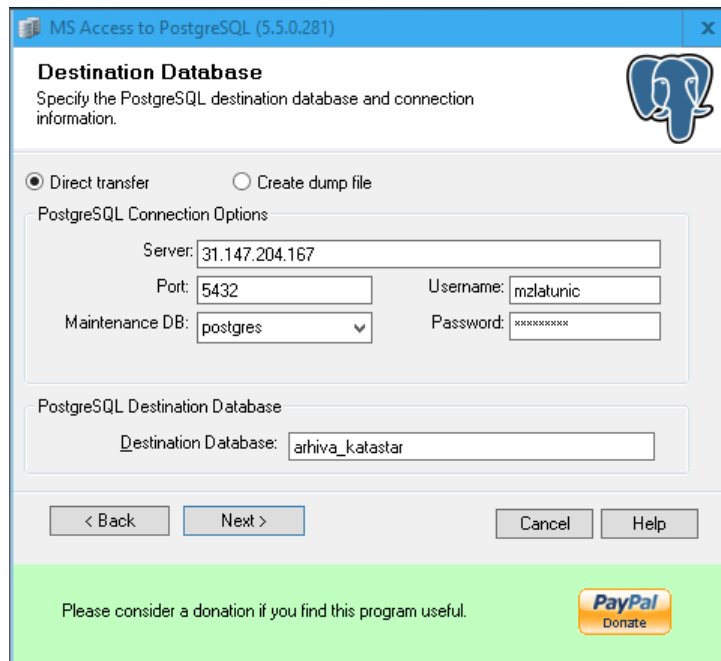 MS Access to PostgreSQL (5.5.0.281)
x
Destination Database
Specify the PostgreSQL destination database and connection
information.
Direct transfer
Create dump file
PostgreSQL Connection Options
Server: 31.147.204.167
Port: 5432
Username: mzlatunic
Maintenance DB: postgres
Password: *********
PostgreSQL Destination Database
Destination Database: arhiva_katastar
< Back
Next >
Cancel
Help
Please consider a donation if you find this program useful.
PayPal
Donate